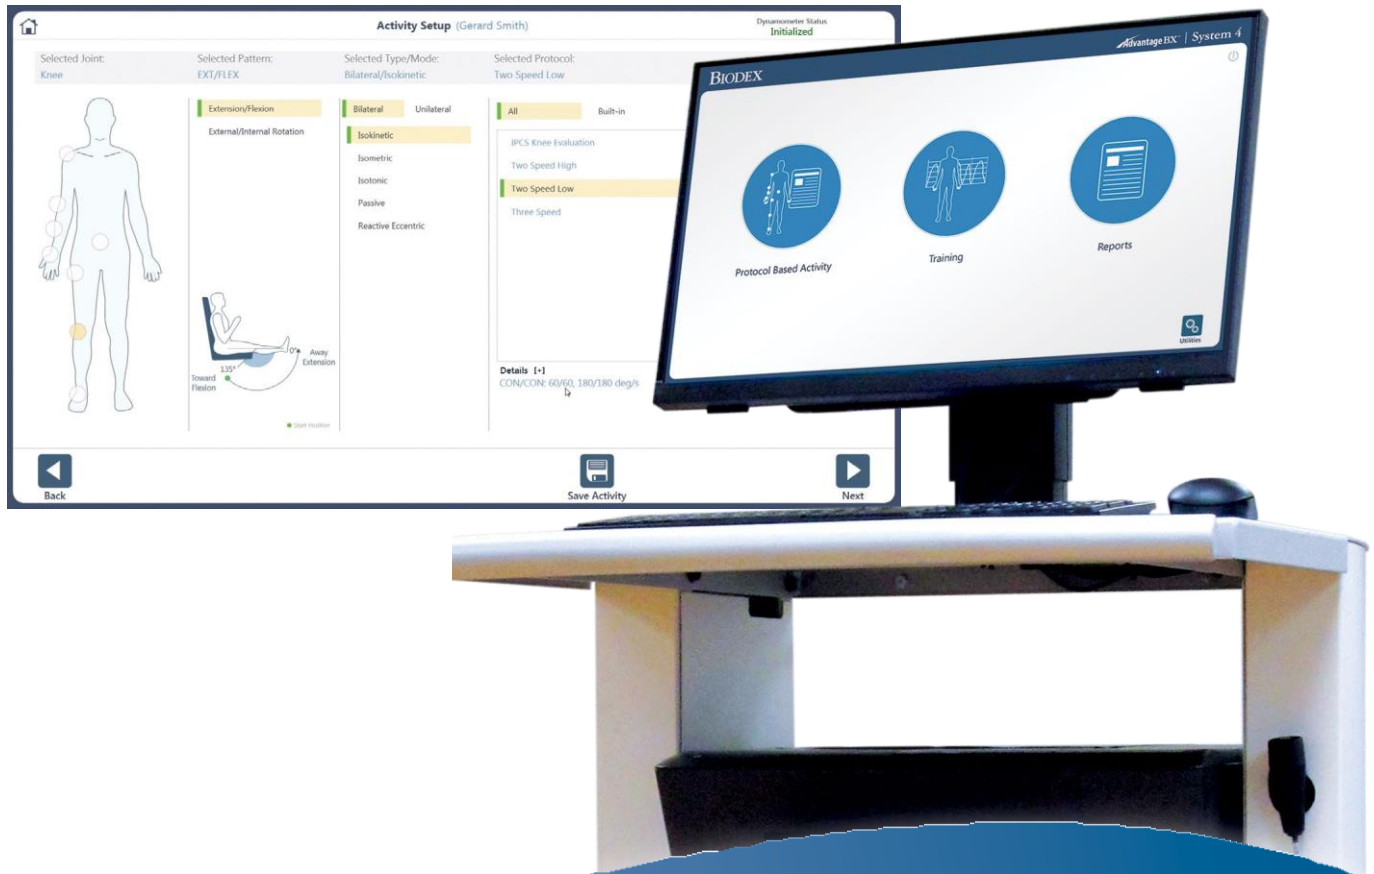 Activity Setup (Gerard Smith)
Dynamometer Status
Initialized
Selected Joint:
Knee
Selected Pattern:
EXT/FLEX
Selected Type/Mode:
Bilateral/Isokinetic
Selected Protocol:
Two Speed Low
Extension/Flexion
External/Internal Rotation
Bilateral
Unilateral
Isokinetic
Isometric
Isotonic
Passive
Reactive Eccentric
All
Built-in
IPCS Knee Evaluation
Two Speed High
Two Speed Low
Three Speed
0°
Away
Extension
135°
Toward
Flexion
Start Position
Details [+]
CON/CON: 60/60, 180/180 deg/s
Back
Save Activity
Next
BIODEX
Advantage BX™ | System 4
Protocol Based Activity
Training
Reports
Utilities